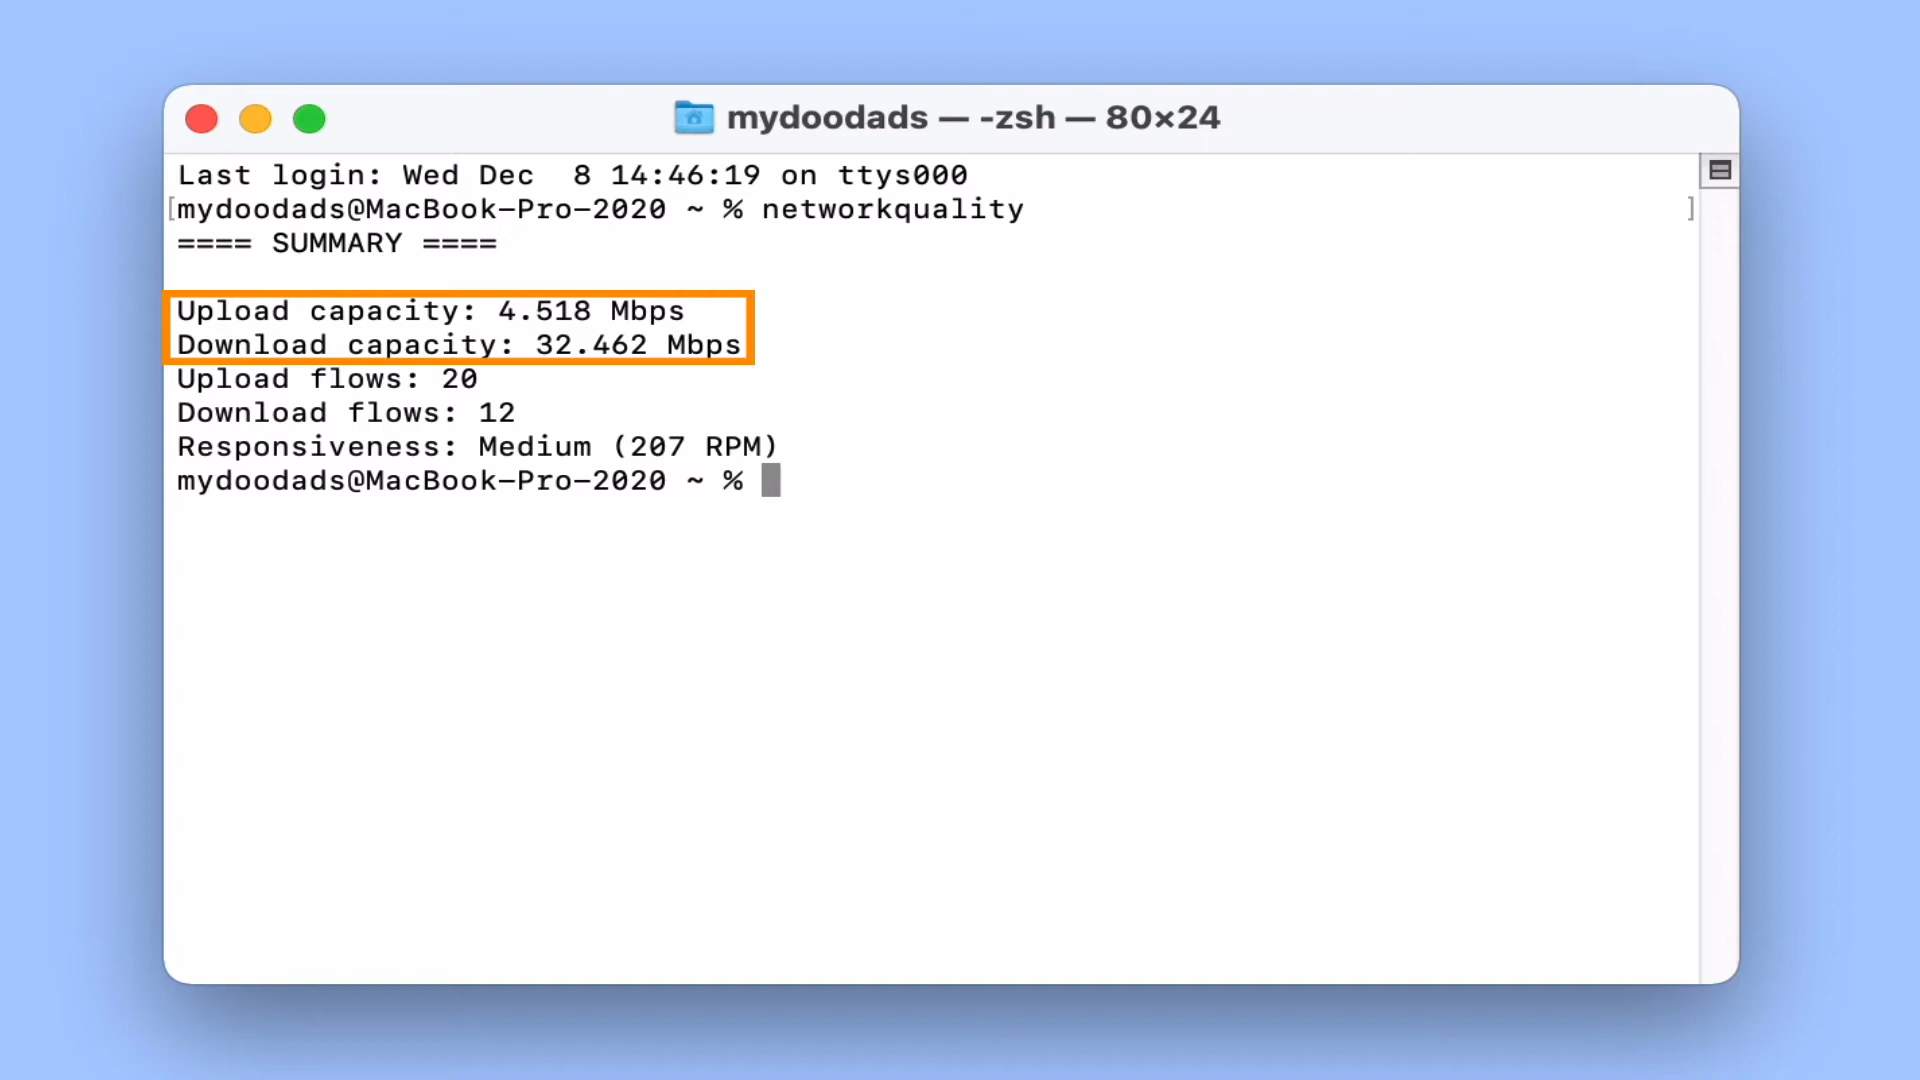 mydoodads — -zsh — 80×24
Last login: Wed Dec  8 14:46:19 on ttys000
[mydoodads@MacBook-Pro-2020 ~ % networkquality ]
==== SUMMARY ====
Upload capacity: 4.518 Mbps
Download capacity: 32.462 Mbps
Upload flows: 20
Download flows: 12
Responsiveness: Medium (207 RPM)
mydoodads@MacBook-Pro-2020 ~ %